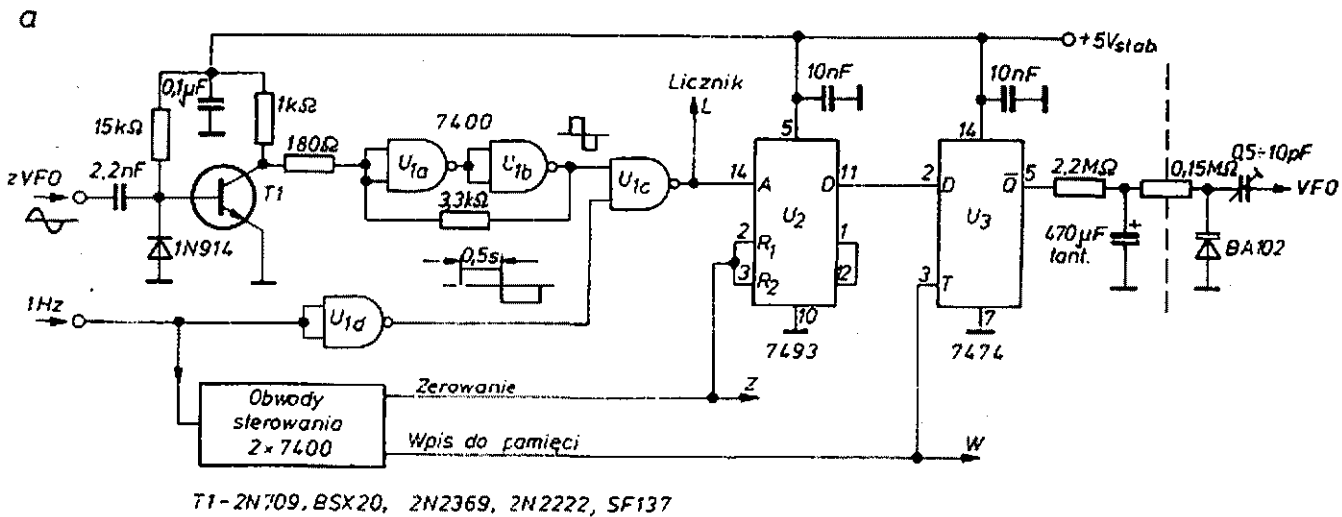 a
+5Vstab.
0,1µF
1kΩ
15kΩ
10nF
10nF
Licznik
L
7400
180Ω
U1a
U1b
U1c
2,2nF
zVFO
T1
3,3kΩ
1N914
0,5s
5
14
A
D
11
U2
2
R1
3
R2
1
12
10
7493
14
2
D
Q̅
5
U3
3
T
7
7474
2,2MΩ
0,15MΩ
0,5÷10pF
VFO
470µF
tant.
+
BA102
1Hz
U1d
Obwody
sterowania
2×7400
Zerowanie
Z
Wpis do pamięci
W
T1-2N709, BSX20, 2N2369, 2N2222, SF137